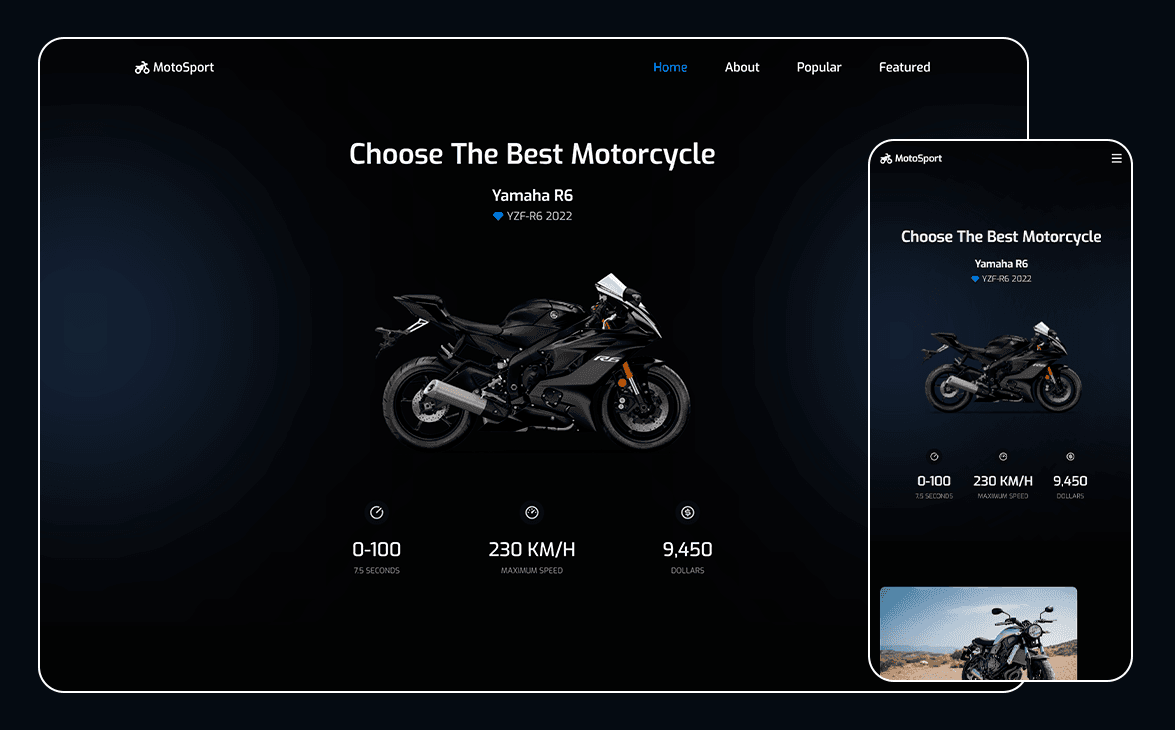 MotoSport
Home About Popular Featured
Choose The Best Motorcycle
Yamaha R6
YZF-R6 2022
R6
0-100 230 KM/H 9,450
7.5 SECONDS MAXIMUM SPEED DOLLARS
MotoSport
Choose The Best Motorcycle
Yamaha R6
YZF-R6 2022
0-100 230 KM/H 9,450
7.5 SECONDS MAXIMUM SPEED DOLLARS